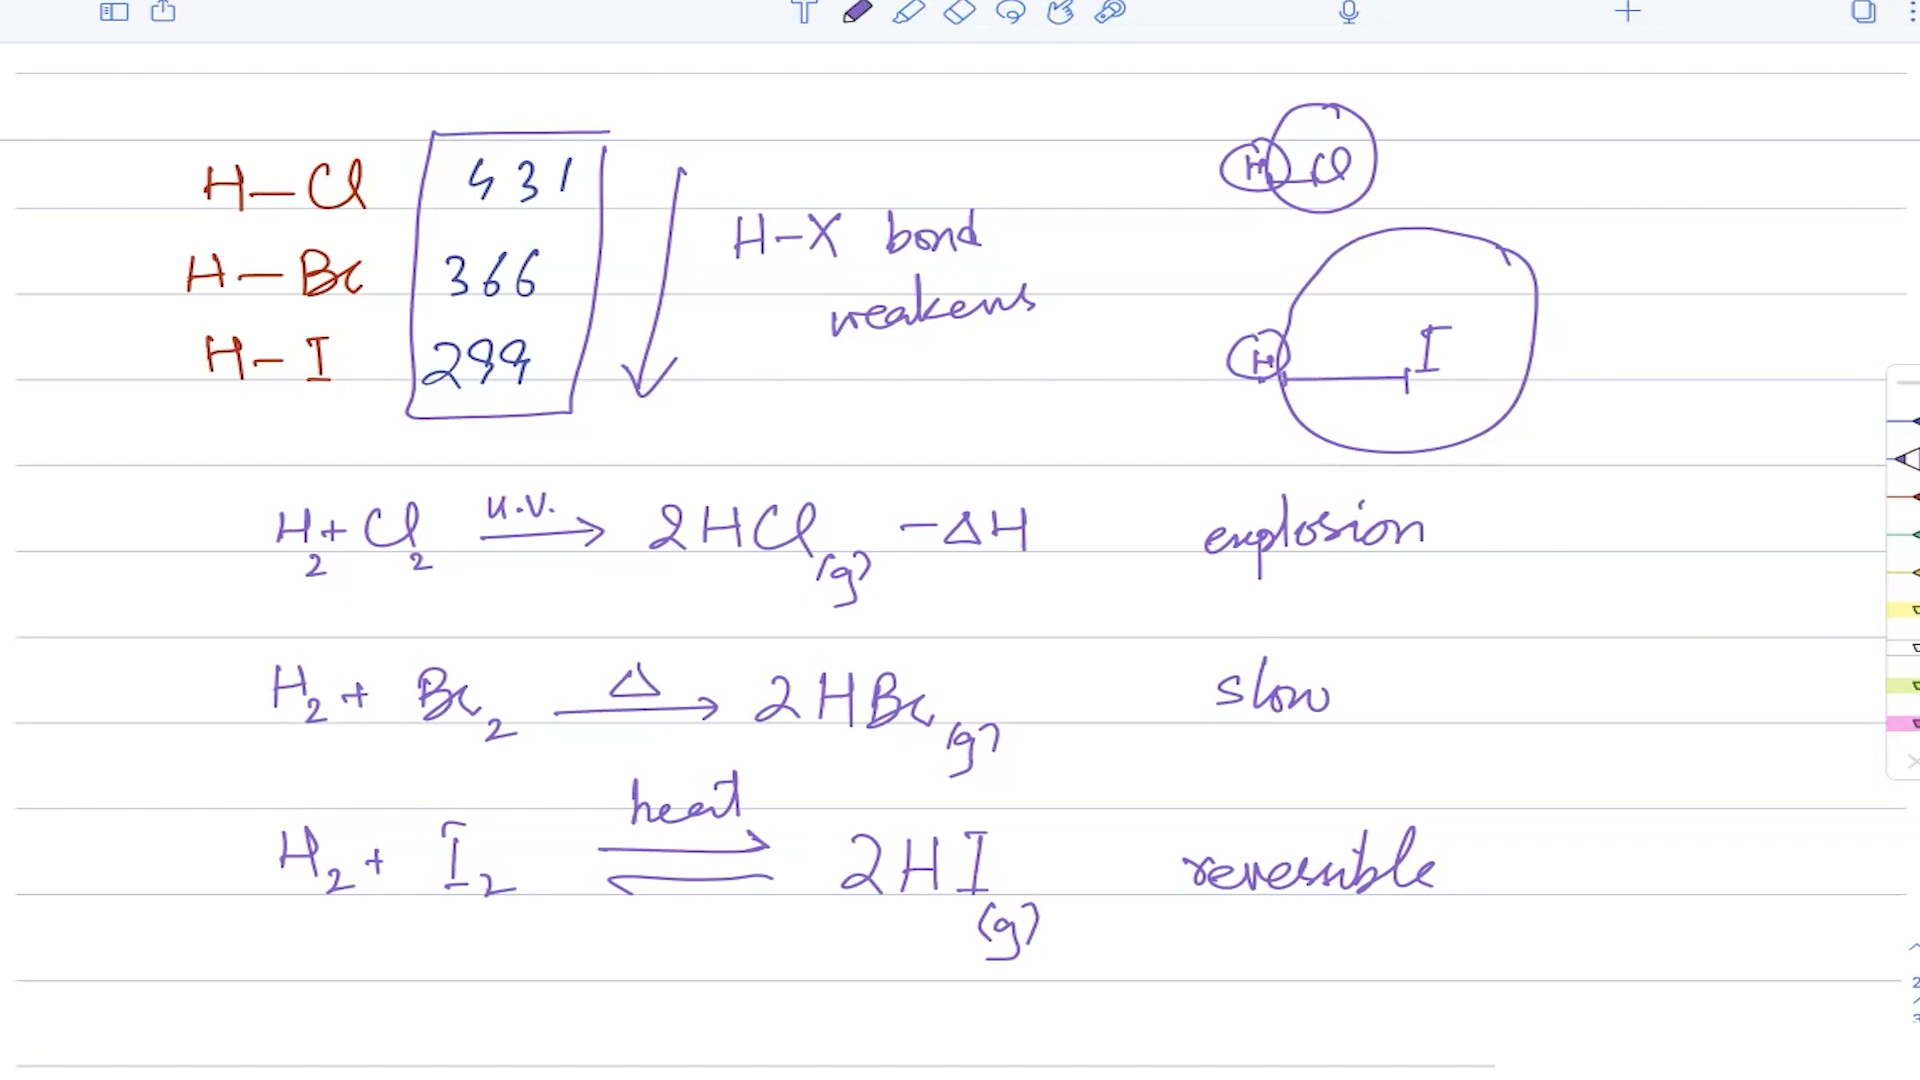 H–Cl 431
H–Br 366
H–I 299
H–X bond
weakens
H Cl
H I
H₂ + Cl₂ u.v. → 2HCl(g) –ΔH explosion
H₂ + Br₂ Δ → 2HBr(g) slow
H₂ + I₂ heat ⇌ 2HI(g) reversible